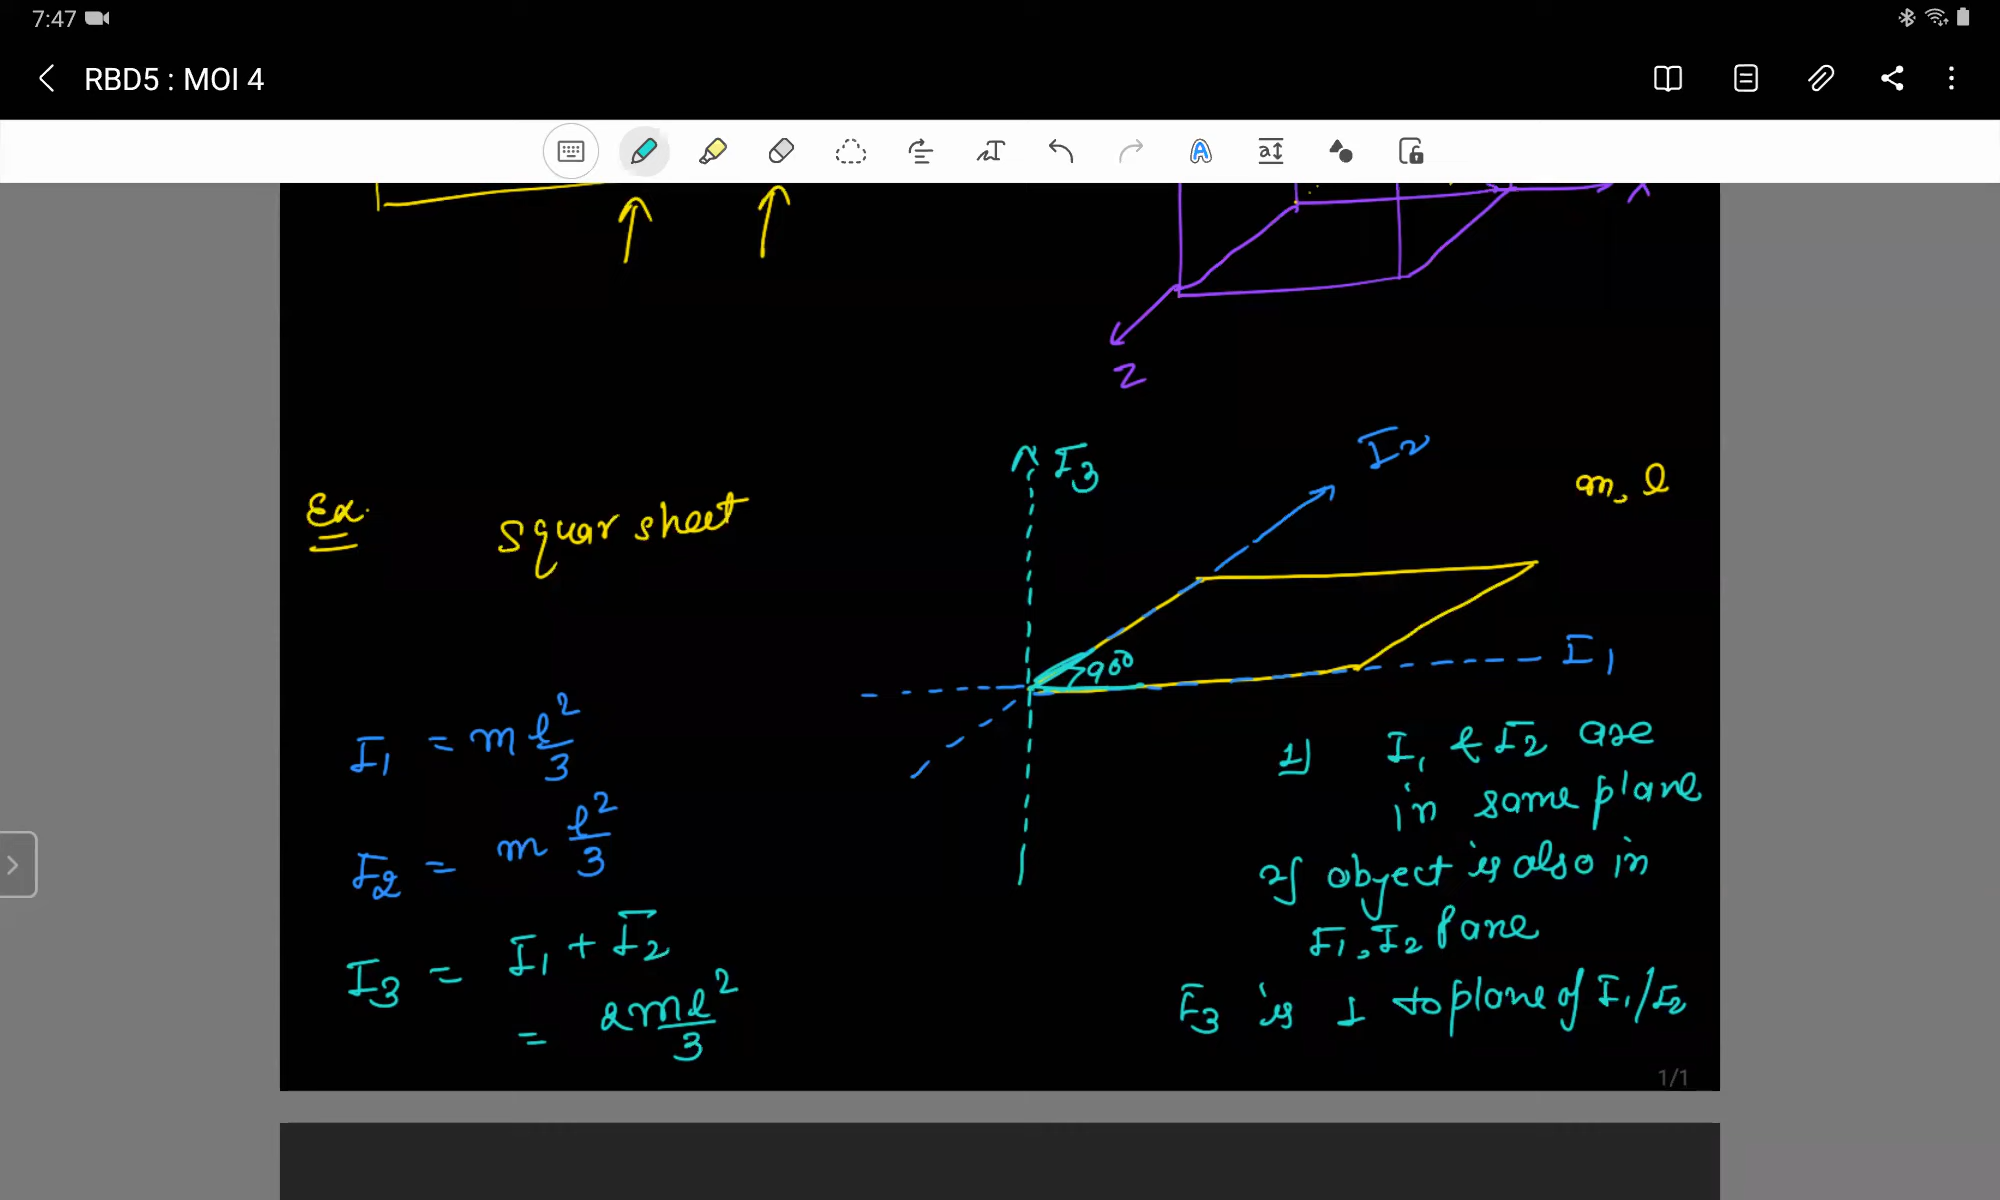 7:47
RBD5 : MOI 4
X
Z
Ex.
Squar sheet
I3
I2
m, l
900
I1
I1 = m l²/3
I2 = m l²/3
I3 = I1 + I2
= 2ml²/3
1) I1 & I2 are
in same plane
2) object is also in
I1, I2 plane
I3 is ⊥ to plane of I1/I2
1/1